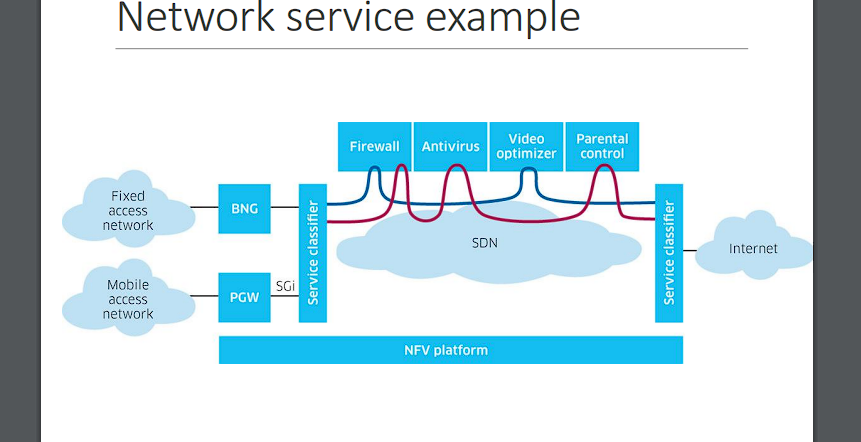 Network service example
Firewall
Antivirus
Video
optimizer
Parental
control
Fixed
access
network
BNG
Service classifier
SDN
Service classifier
Internet
Mobile
access
network
PGW
SGi
NFV platform